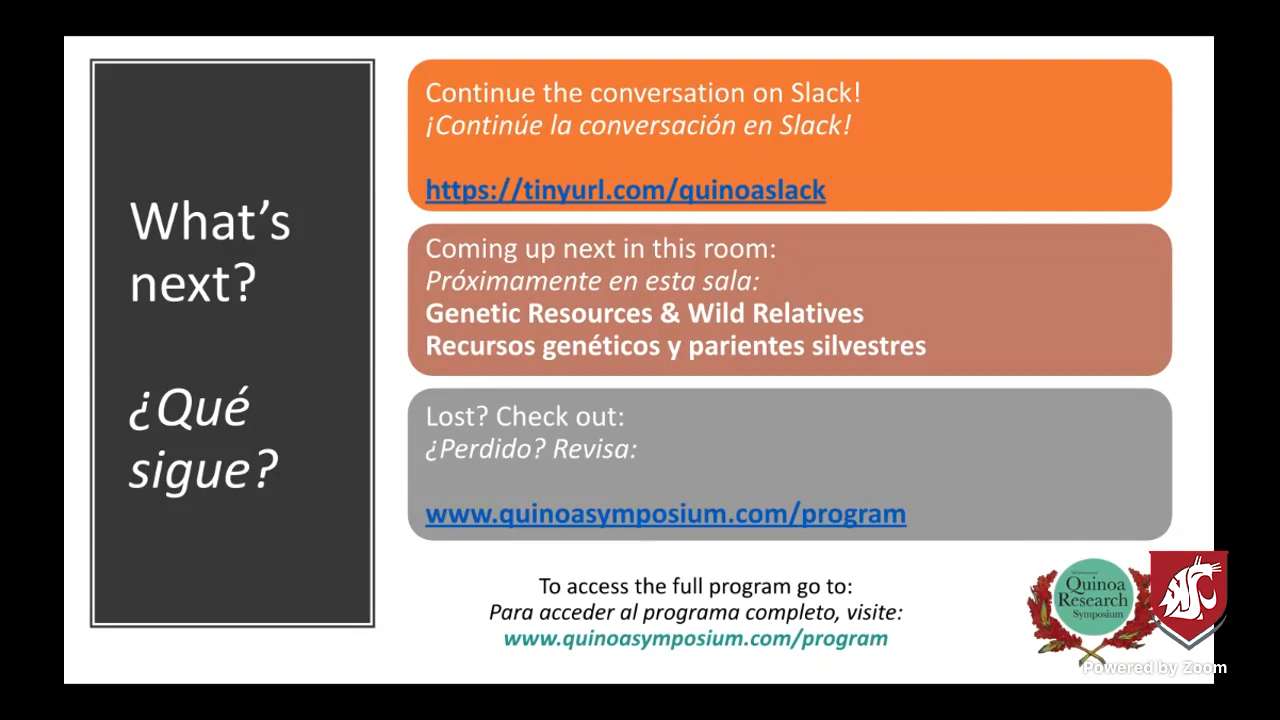 What's
next?
¿Qué
sigue?
Continue the conversation on Slack!
¡Continúe la conversación en Slack!
https://tinyurl.com/quinoaslack
Coming up next in this room:
Próximamente en esta sala:
Genetic Resources & Wild Relatives
Recursos genéticos y parientes silvestres
Lost? Check out:
¿Perdido? Revisa:
www.quinoasymposium.com/program
To access the full program go to:
Para acceder al programa completo, visite:
www.quinoasymposium.com/program
Quinoa
Research
Symposium
Powered by Zoom